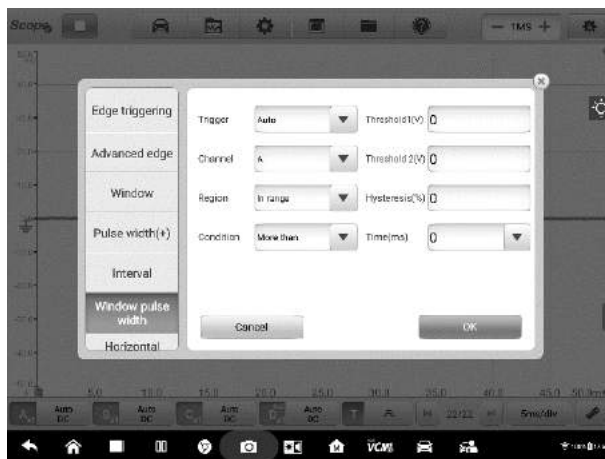 Scope
1MS
Edge triggering
Advanced edge
Window
Pulse width(+)
Interval
Window pulse
width
Horizontal
Trigger
Auto
Threshold1(V)
0
Channel
A
Threshold 2(V)
0
Region
In range
Hysteresis(%)
0
Condition
More than
Time(ms)
0
Cancel
OK
5.0
10.0
15.0
20.0
25.0
30.0
35.0
40.0
45.0
Auto
DC
Auto
DC
Auto
DC
Auto
DC
T
22/22
5ms/div
VCMI